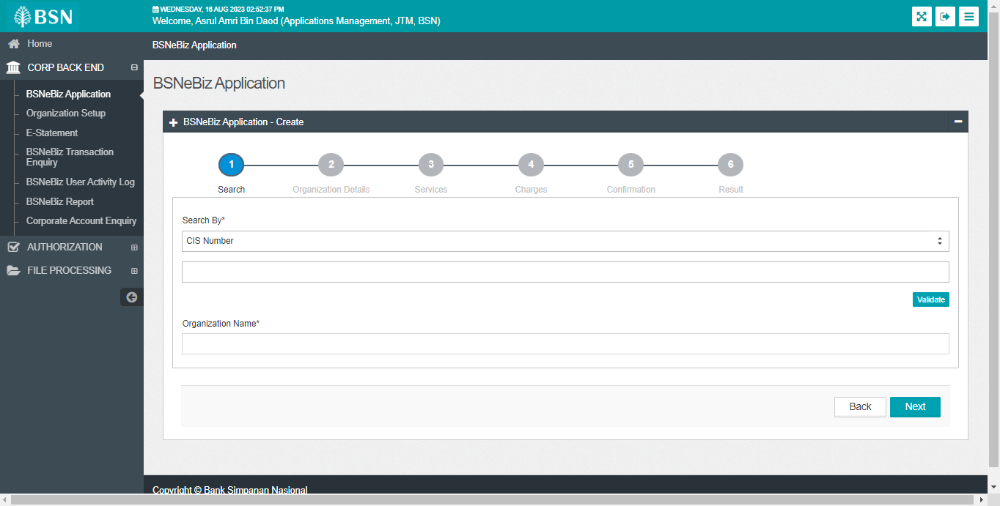 BSN
WEDNESDAY, 16 AUG 2023 02:52:37 PM
Welcome, Asrul Amri Bin Daod (Applications Management, JTM, BSN)
Home
BSNeBiz Application
CORP BACK END
BSNeBiz Application
Organization Setup
E-Statement
BSNeBiz Transaction
Enquiry
BSNeBiz User Activity Log
BSNeBiz Report
Corporate Account Enquiry
AUTHORIZATION
FILE PROCESSING
BSNeBiz Application
BSNeBiz Application - Create
1 2 3 4 5 6
Search Organization Details Services Charges Confirmation Result
Search By*
CIS Number
Validate
Organization Name*
Back Next
Copyright © Bank Simpanan Nasional